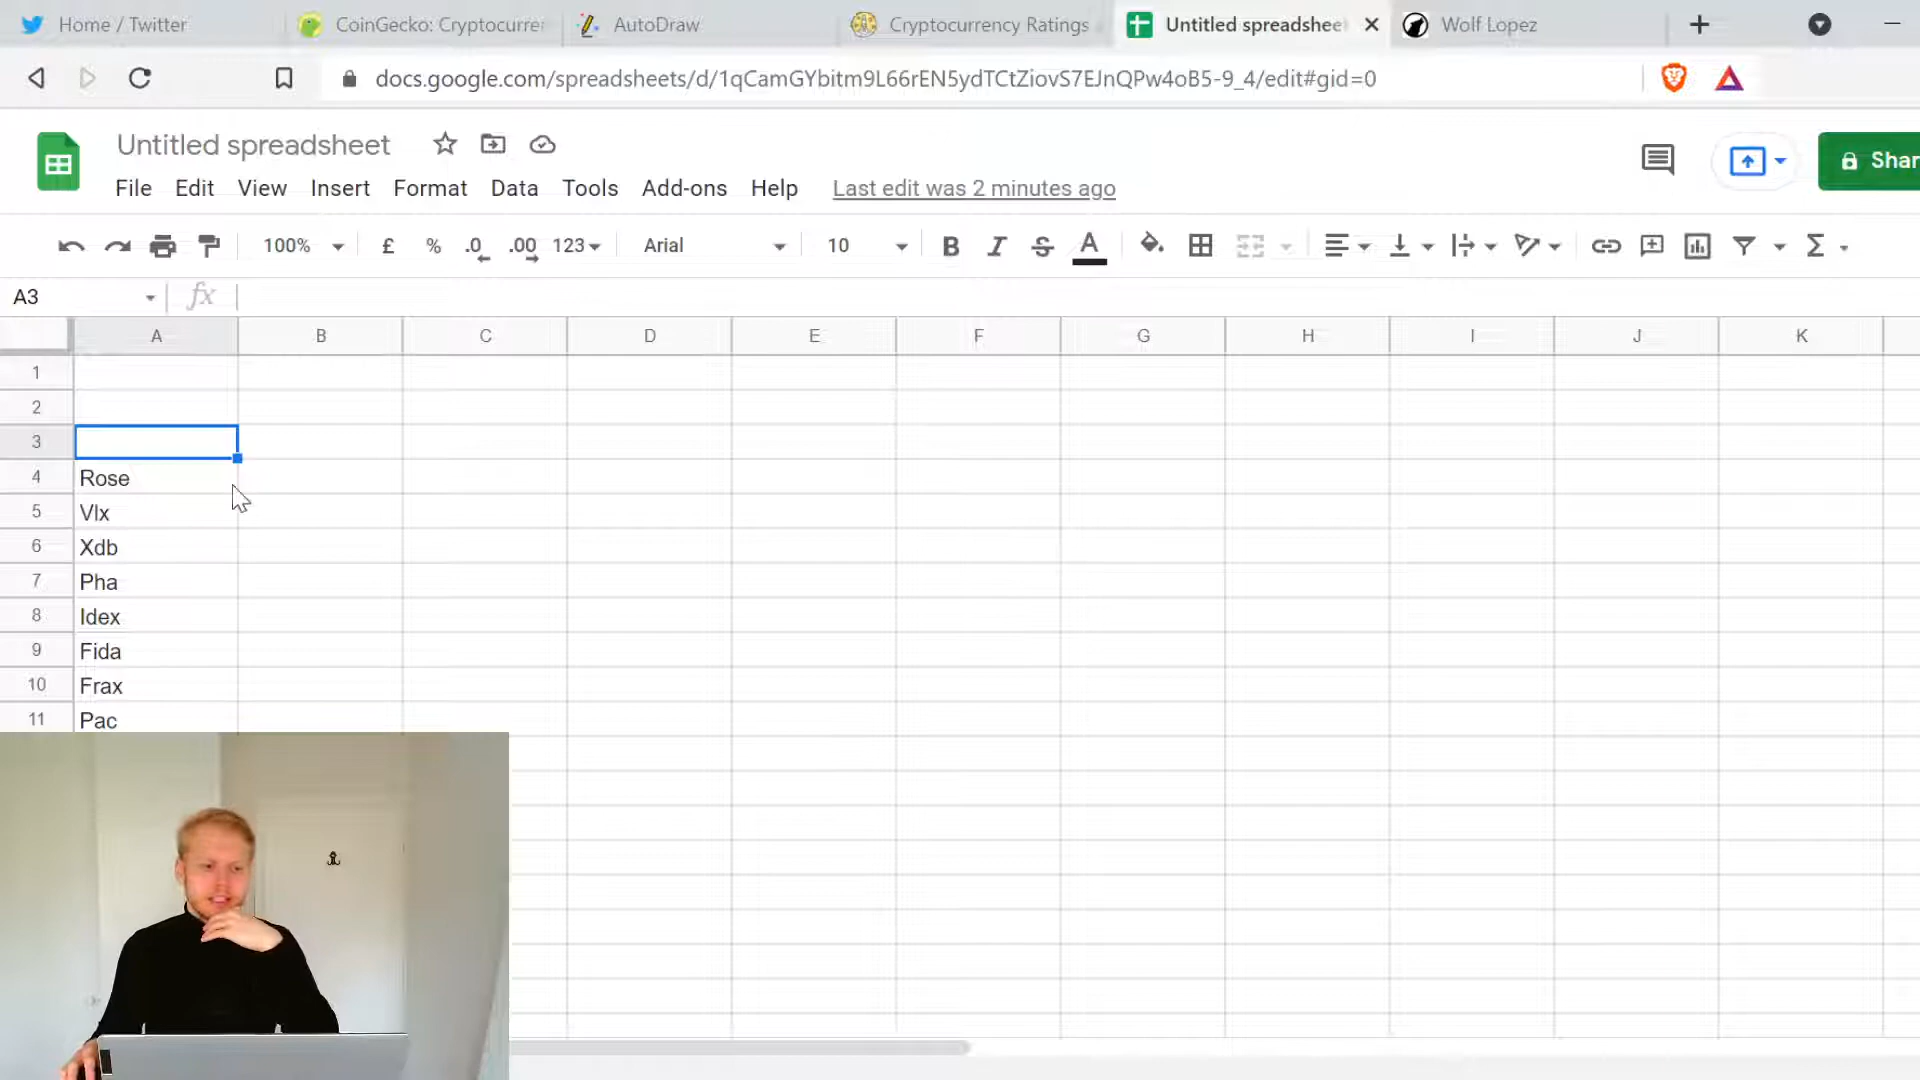 Home / Twitter
CoinGecko: Cryptocurre
AutoDraw
Cryptocurrency Ratings
Untitled spreadshee
Wolf Lopez
docs.google.com/spreadsheets/d/1qCamGYbitm9L66rEN5ydTCtZiovS7EJnQPw4oB5-9_4/edit#gid=0
Untitled spreadsheet
Shar
File Edit View Insert Format Data Tools Add-ons Help Last edit was 2 minutes ago
100% £ % .0 .00 123 Arial 10 B I S A Σ
A3 fx
A B C D E F G H I J K
1
2
3
4 Rose
5 Vlx
6 Xdb
7 Pha
8 Idex
9 Fida
10 Frax
11 Pac